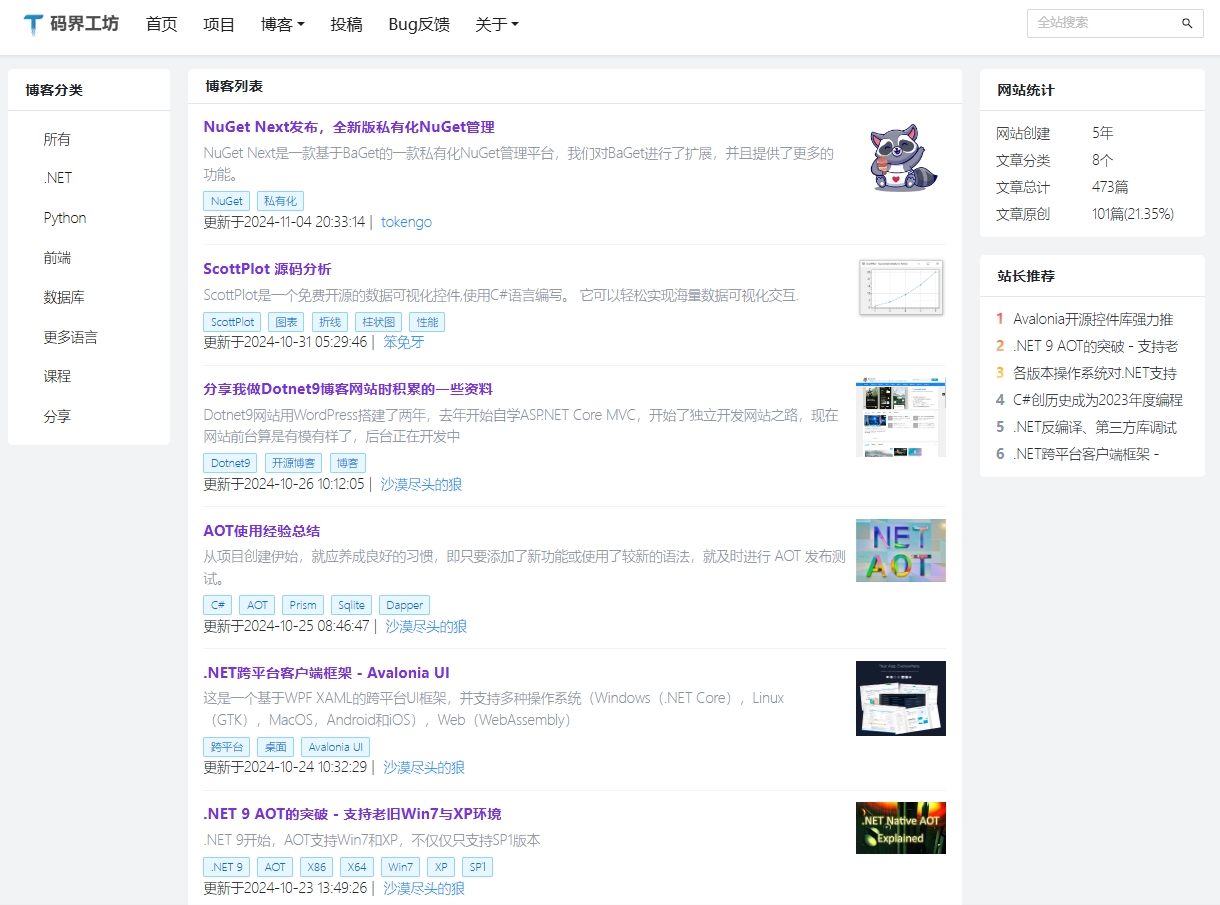 码界工坊
首页
项目
博客
投稿
Bug反馈
关于
全站搜索
博客分类
所有
.NET
Python
前端
数据库
更多语言
课程
分享
博客列表
NuGet Next发布，全新版私有化NuGet管理
NuGet Next是一款基于BaGet的一款私有化NuGet管理平台，我们对BaGet进行了扩展，并且提供了更多的
功能。
NuGet 私有化
更新于2024-11-04 20:33:14 | tokengo
ScottPlot 源码分析
ScottPlot是一个免费开源的数据可视化控件,使用C#语言编写。 它可以轻松实现海量数据可视化交互.
ScottPlot 图表 折线 柱状图 性能
更新于2024-10-31 05:29:46 | 笨兔牙
分享我做Dotnet9博客网站时积累的一些资料
Dotnet9网站用WordPress搭建了两年，去年开始自学ASP.NET Core MVC，开始了独立开发网站之路，现在
网站前台算是有模有样了，后台正在开发中
Dotnet9 开源博客 博客
更新于2024-10-26 10:12:05 | 沙漠尽头的狼
AOT使用经验总结
从项目创建伊始，就应养成良好的习惯，即只要添加了新功能或使用了较新的语法，就及时进行 AOT 发布测
试。
C# AOT Prism Sqlite Dapper
更新于2024-10-25 08:46:47 | 沙漠尽头的狼
NET
AOT
.NET跨平台客户端框架 - Avalonia UI
这是一个基于WPF XAML的跨平台UI框架，并支持多种操作系统（Windows（.NET Core），Linux
（GTK），MacOS，Android和iOS），Web（WebAssembly）
跨平台 桌面 Avalonia UI
更新于2024-10-24 10:32:29 | 沙漠尽头的狼
.NET 9 AOT的突破 - 支持老旧Win7与XP环境
.NET 9开始，AOT支持Win7和XP，不仅仅只支持SP1版本
.NET 9 AOT X86 X64 Win7 XP SP1
更新于2024-10-23 13:49:26 | 沙漠尽头的狼
.NET Native AOT
Explained
网站统计
网站创建 5年
文章分类 8个
文章总计 473篇
文章原创 101篇(21.35%)
站长推荐
1 Avalonia开源控件库强力推
2 .NET 9 AOT的突破 - 支持老
3 各版本操作系统对.NET支持
4 C#创历史成为2023年度编程
5 .NET反编译、第三方库调试
6 .NET跨平台客户端框架 -